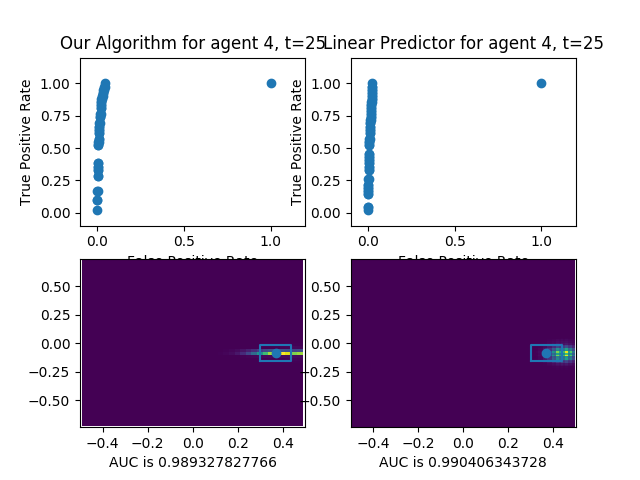 Our Algorithm for agent 4, t=25
Linear Predictor for agent 4, t=25
True Positive Rate
1.00
0.75
0.50
0.25
0.00
0.0 0.5 1.0
False Positive Rate
True Positive Rate
1.00
0.75
0.50
0.25
0.00
0.0 0.5 1.0
False Positive Rate
0.50
0.25
0.00
−0.25
−0.50
−0.4 −0.2 0.0 0.2 0.4
AUC is 0.989327827766
0.50
0.25
0.00
−0.25
−0.50
−0.4 −0.2 0.0 0.2 0.4
AUC is 0.990406343728